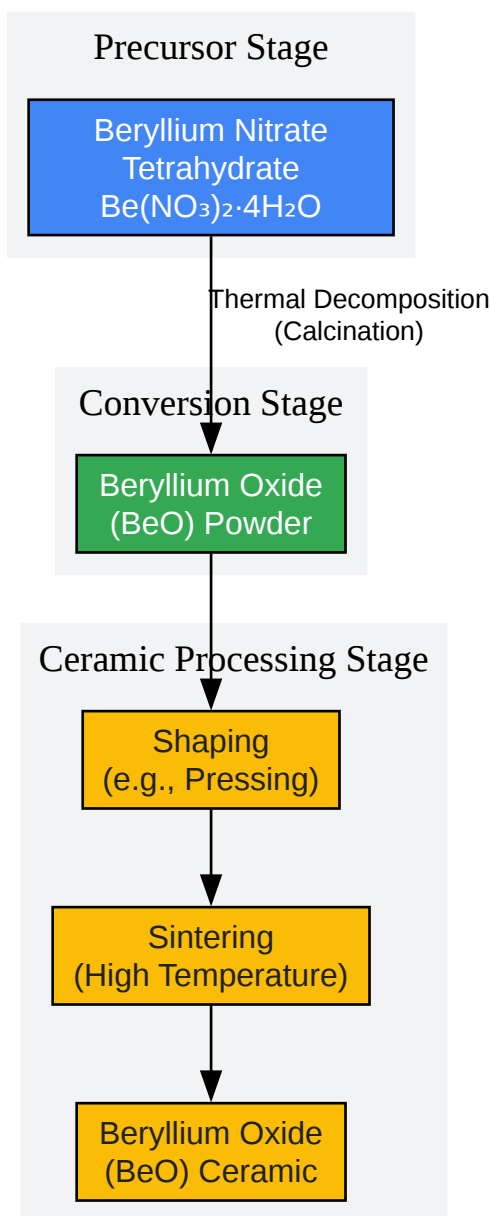 Precursor Stage
Beryllium Nitrate
Tetrahydrate
Be(NO₃)₂·4H₂O
Thermal Decomposition
(Calcination)
Conversion Stage
Beryllium Oxide
(BeO) Powder
Ceramic Processing Stage
Shaping
(e.g., Pressing)
Sintering
(High Temperature)
Beryllium Oxide
(BeO) Ceramic